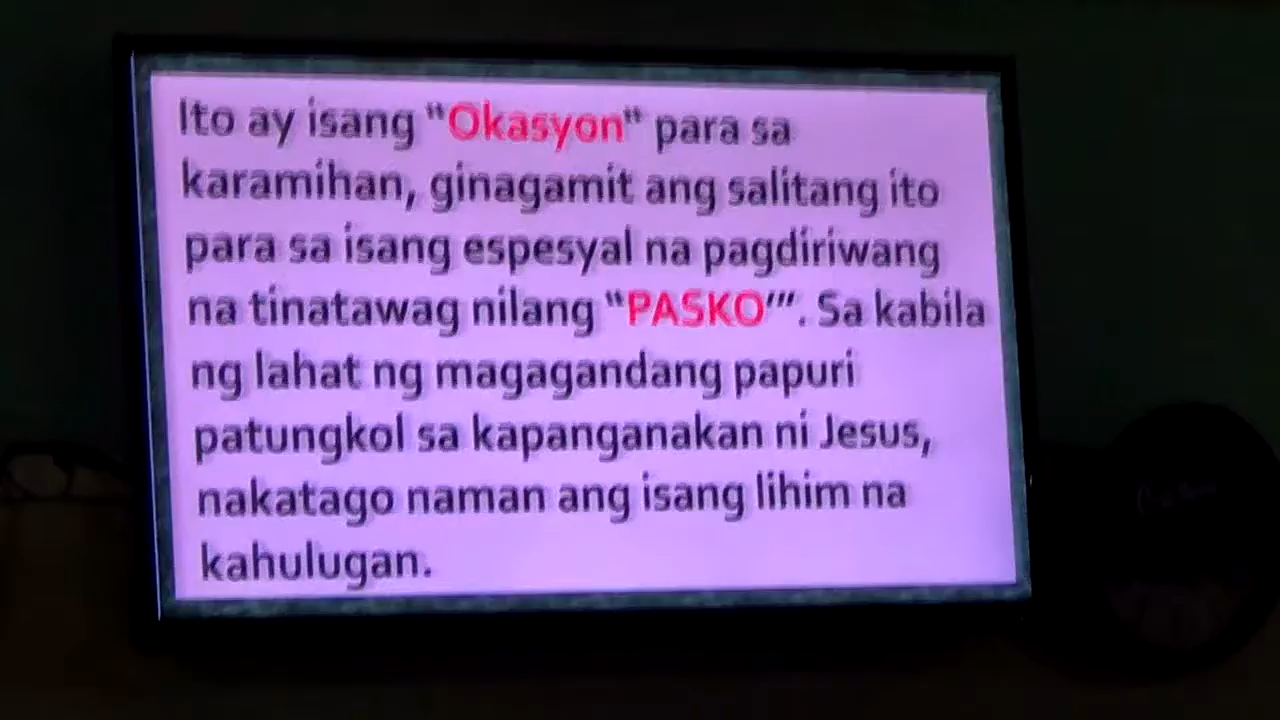 Ito ay isang "Okasyon" para sa
karamihan, ginagamit ang salitang ito
para sa isang espesyal na pagdiriwang
na tinatawag nilang "PASKO'". Sa kabila
ng lahat ng magagandang papuri
patungkol sa kapanganakan ni Jesus,
nakatago naman ang isang lihim na
kahulugan.